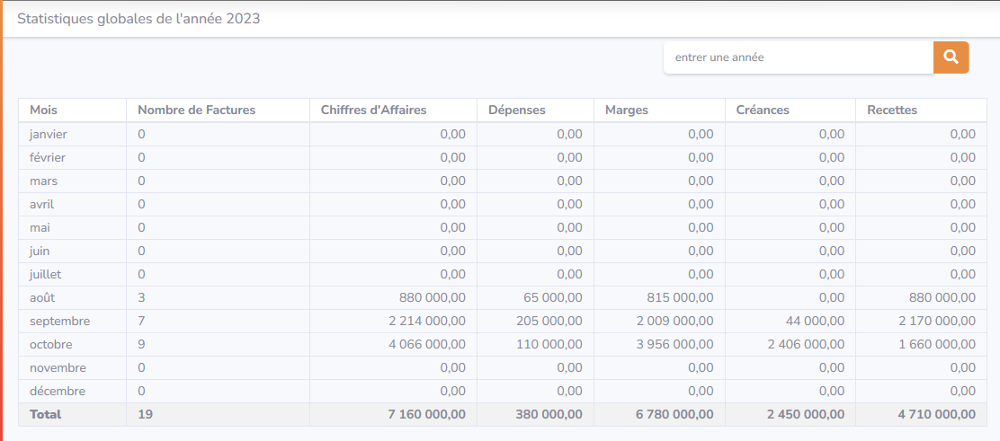 Statistiques globales de l'année 2023
entrer une année
Mois Nombre de Factures Chiffres d'Affaires Dépenses Marges Créances Recettes
janvier 0 0,00 0,00 0,00 0,00 0,00
février 0 0,00 0,00 0,00 0,00 0,00
mars 0 0,00 0,00 0,00 0,00 0,00
avril 0 0,00 0,00 0,00 0,00 0,00
mai 0 0,00 0,00 0,00 0,00 0,00
juin 0 0,00 0,00 0,00 0,00 0,00
juillet 0 0,00 0,00 0,00 0,00 0,00
août 3 880 000,00 65 000,00 815 000,00 0,00 880 000,00
septembre 7 2 214 000,00 205 000,00 2 009 000,00 44 000,00 2 170 000,00
octobre 9 4 066 000,00 110 000,00 3 956 000,00 2 406 000,00 1 660 000,00
novembre 0 0,00 0,00 0,00 0,00 0,00
décembre 0 0,00 0,00 0,00 0,00 0,00
Total 19 7 160 000,00 380 000,00 6 780 000,00 2 450 000,00 4 710 000,00